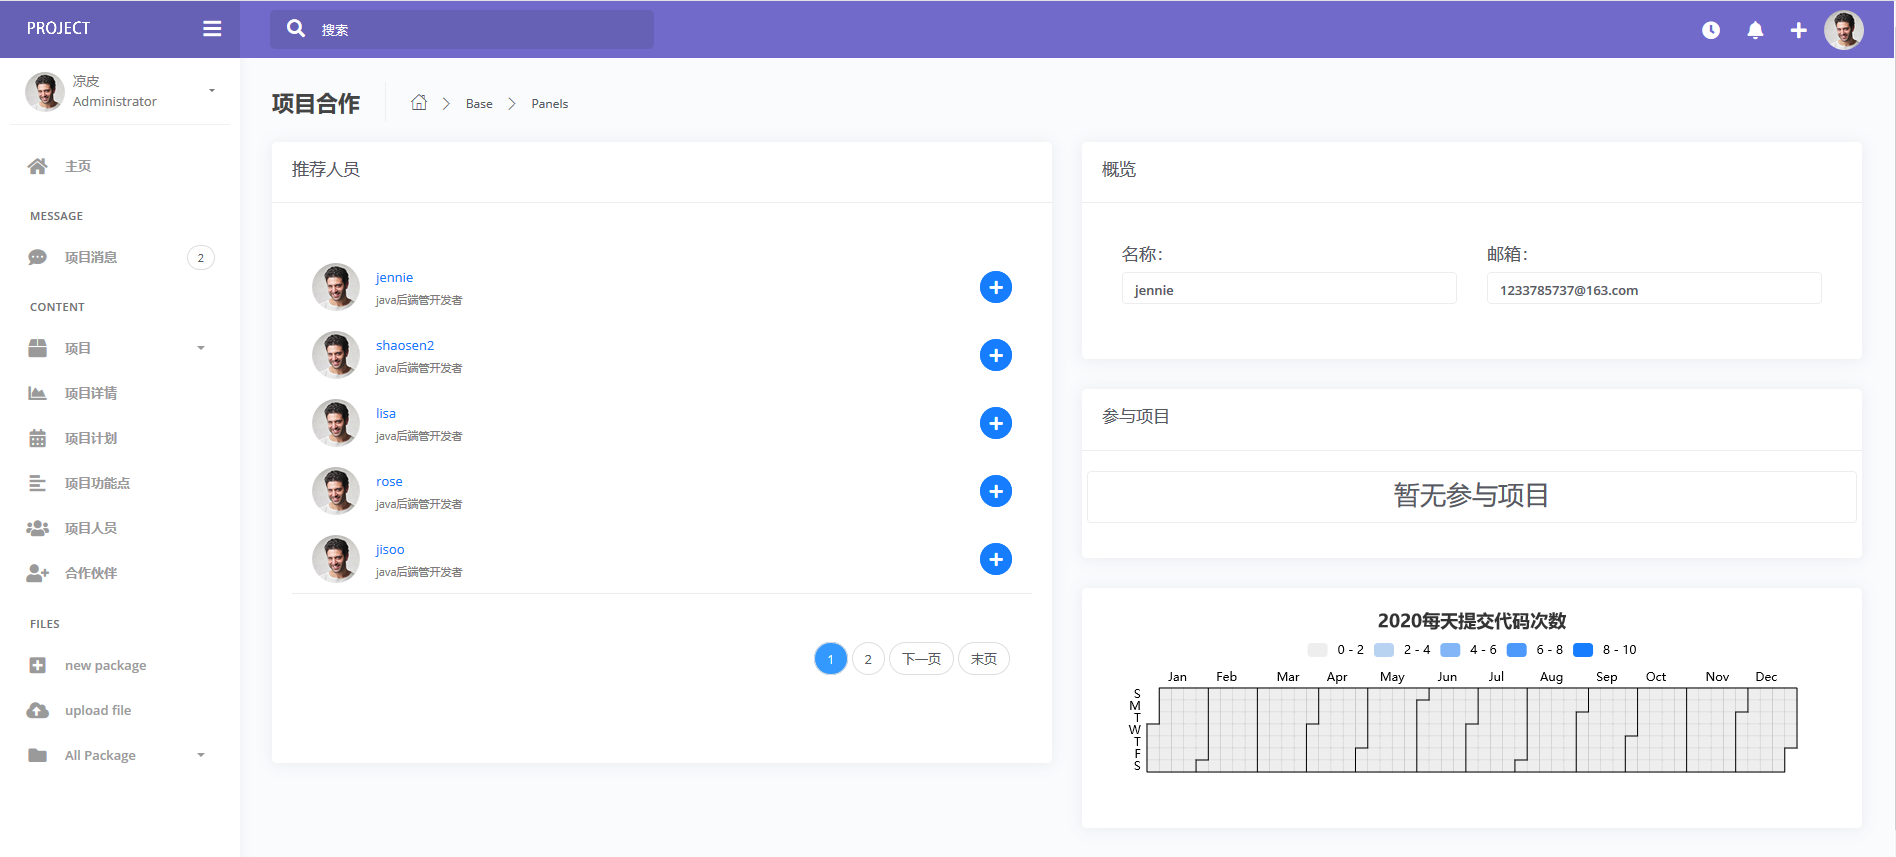 PROJECT
搜索
凉皮
Administrator
主页
MESSAGE
项目消息 2
CONTENT
项目
项目详情
项目计划
项目功能点
项目人员
合作伙伴
FILES
new package
upload file
All Package
项目合作 Base Panels
推荐人员
jennie
java后端管开发者
shaosen2
java后端管开发者
lisa
java后端管开发者
rose
java后端管开发者
jisoo
java后端管开发者
1 2 下一页 末页
概览
名称： 邮箱：
jennie 1233785737@163.com
参与项目
暂无参与项目
2020每天提交代码次数
0 - 2 2 - 4 4 - 6 6 - 8 8 - 10
Jan Feb Mar Apr May Jun Jul Aug Sep Oct Nov Dec
S
M
T
W
T
F
S